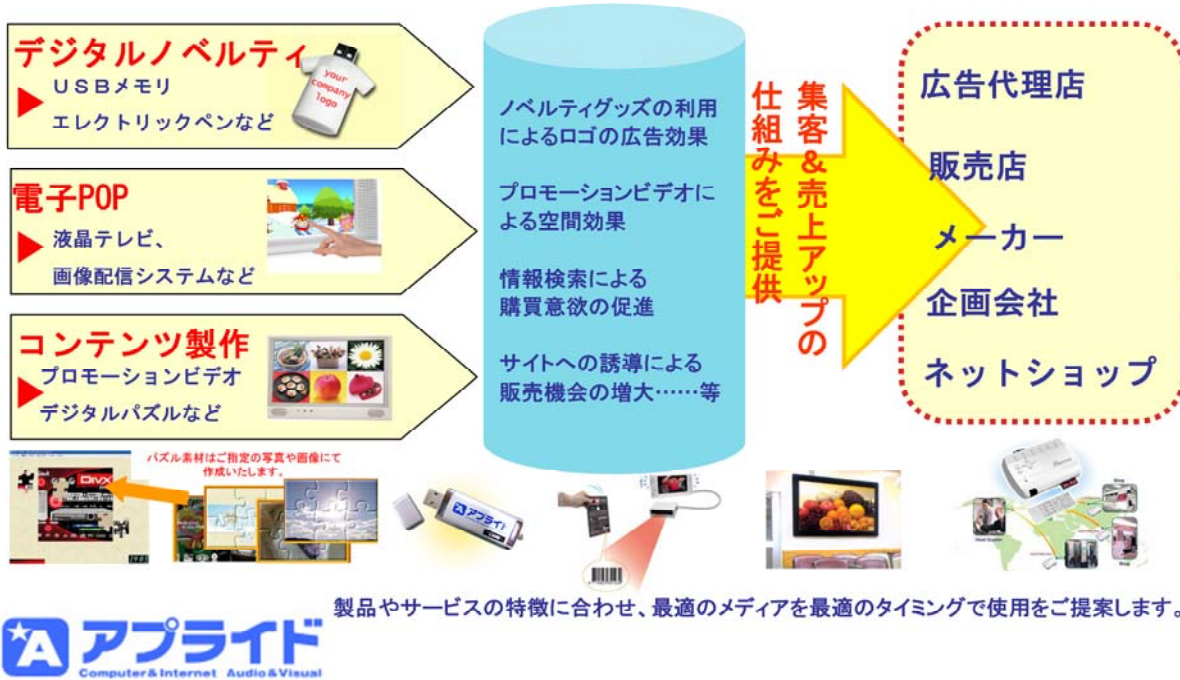 デジタルノベルティ
USBメモリ
エレクトリックペンなど
your
company
logo
電子POP
液晶テレビ、
画像配信システムなど
コンテンツ製作
プロモーションビデオ
デジタルパズルなど
ノベルティグッズの利用
によるロゴの広告効果
プロモーションビデオに
よる空間効果
情報検索による
購買意欲の促進
サイトへの誘導による
販売機会の増大……等
集客&売上アップの
仕組みをご提供
広告代理店
販売店
メーカー
企画会社
ネットショップ
パズル素材はご指定の写真や画像にて
作成いたします。
DIVX
アプライド
製品やサービスの特徴に合わせ、最適のメディアを最適のタイミングで使用をご提案します。
A アプライド
Computer&Internet Audio&Visual